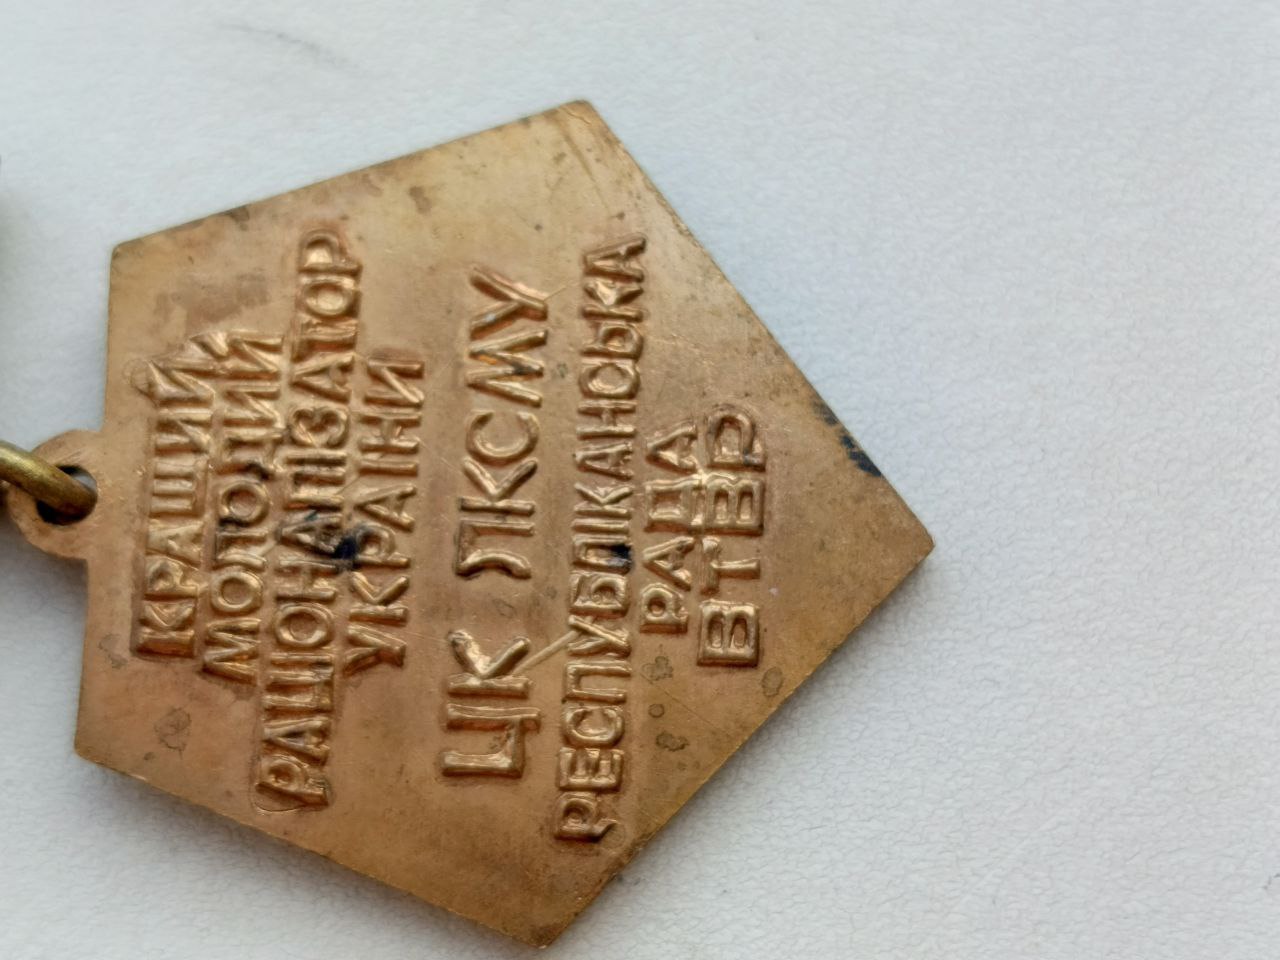 КРАЩИЙ
МОЛОДИЙ
РАЦІОНАЛІЗАТОР
УКРАЇНИ
ЦК ЛКСМУ
РЕСПУБЛІКАНСЬКА
РАДА
ВТВР